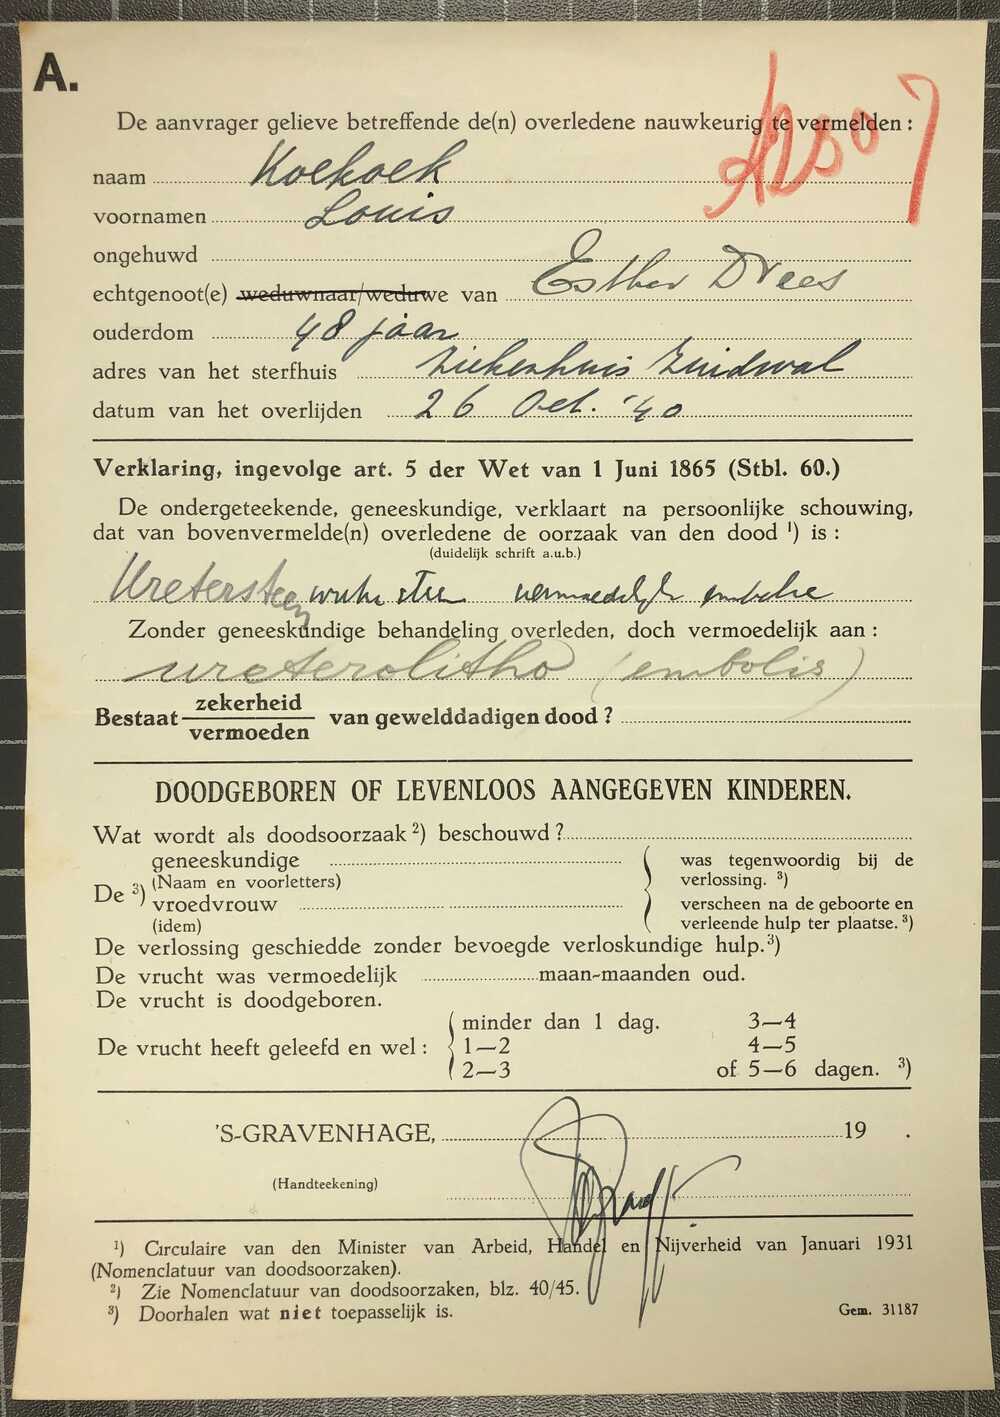 A.
De aanvrager gelieve betreffende de(n) overledene nauwkeurig te vermelden :
naam Koekoek
voornamen Louis
ongehuwd
echtgenoot(e) weduwnaar/weduwe van Esther Drees
ouderdom 48 jaar
adres van het sterfhuis Ziekenhuis Zuidwal
datum van het overlijden 26 Oct. '40
Verklaring, ingevolge art. 5 der Wet van 1 Juni 1865 (Stbl. 60.)
De ondergeteekende, geneeskundige, verklaart na persoonlijke schouwing,
dat van bovenvermelde(n) overledene de oorzaak van den dood ¹) is :
(duidelijk schrift a.u.b.)
Uretersteen steen vermoedelijk embolie
Zonder geneeskundige behandeling overleden, doch vermoedelijk aan :
ureterolitho (embolis)
Bestaat zekerheid van gewelddadigen dood ?
vermoeden
DOODGEBOREN OF LEVENLOOS AANGEGEVEN KINDEREN.
Wat wordt als doodsoorzaak ²) beschouwd ?
geneeskundige was tegenwoordig bij de
De ³) (Naam en voorletters) verlossing. ³)
vroedvrouw verscheen na de geboorte en
(idem) verleende hulp ter plaatse. ³)
De verlossing geschiedde zonder bevoegde verloskundige hulp.³)
De vrucht was vermoedelijk maan-maanden oud.
De vrucht is doodgeboren.
minder dan 1 dag. 3—4
De vrucht heeft geleefd en wel : 1—2 4—5
2—3 of 5—6 dagen. ³)
'S-GRAVENHAGE, 19 .
(Handteekening)
¹) Circulaire van den Minister van Arbeid, Handel en Nijverheid van Januari 1931
(Nomenclatuur van doodsoorzaken).
²) Zie Nomenclatuur van doodsoorzaken, blz. 40/45.
³) Doorhalen wat niet toepasselijk is.
Gem. 31187